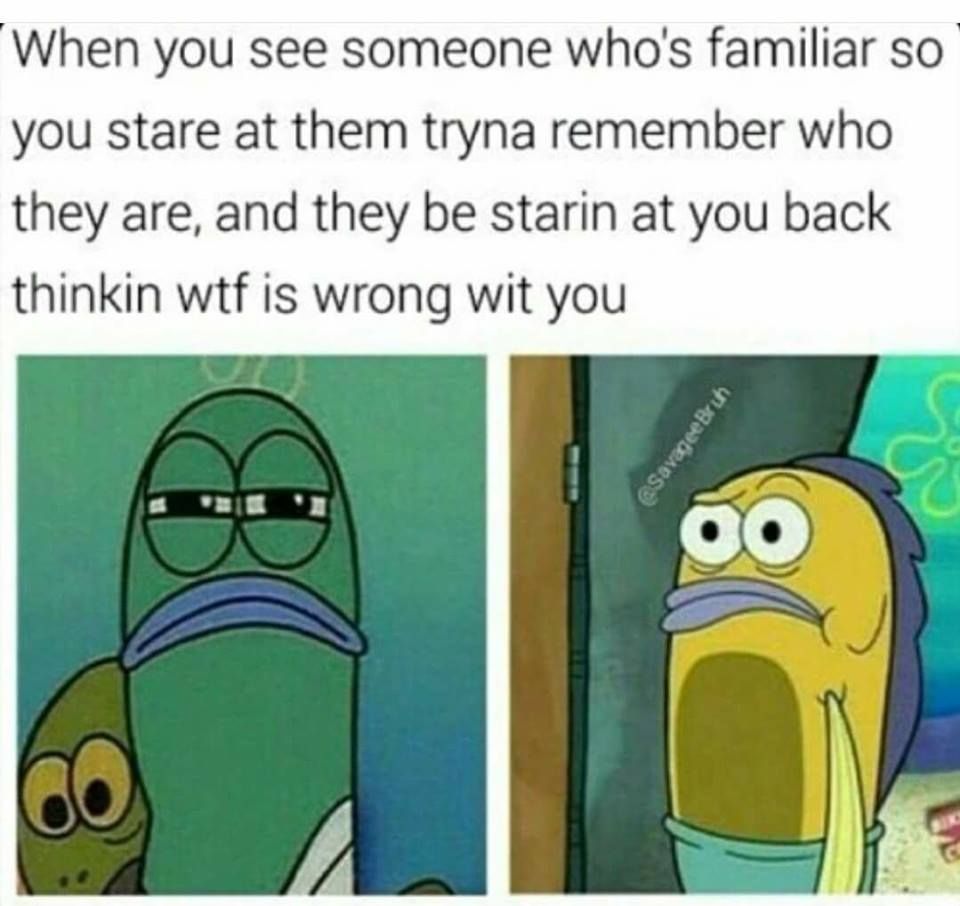 When you see someone who's familiar so
you stare at them tryna remember who
they are, and they be starin at you back
thinkin wtf is wrong wit you
@SavageeBruh